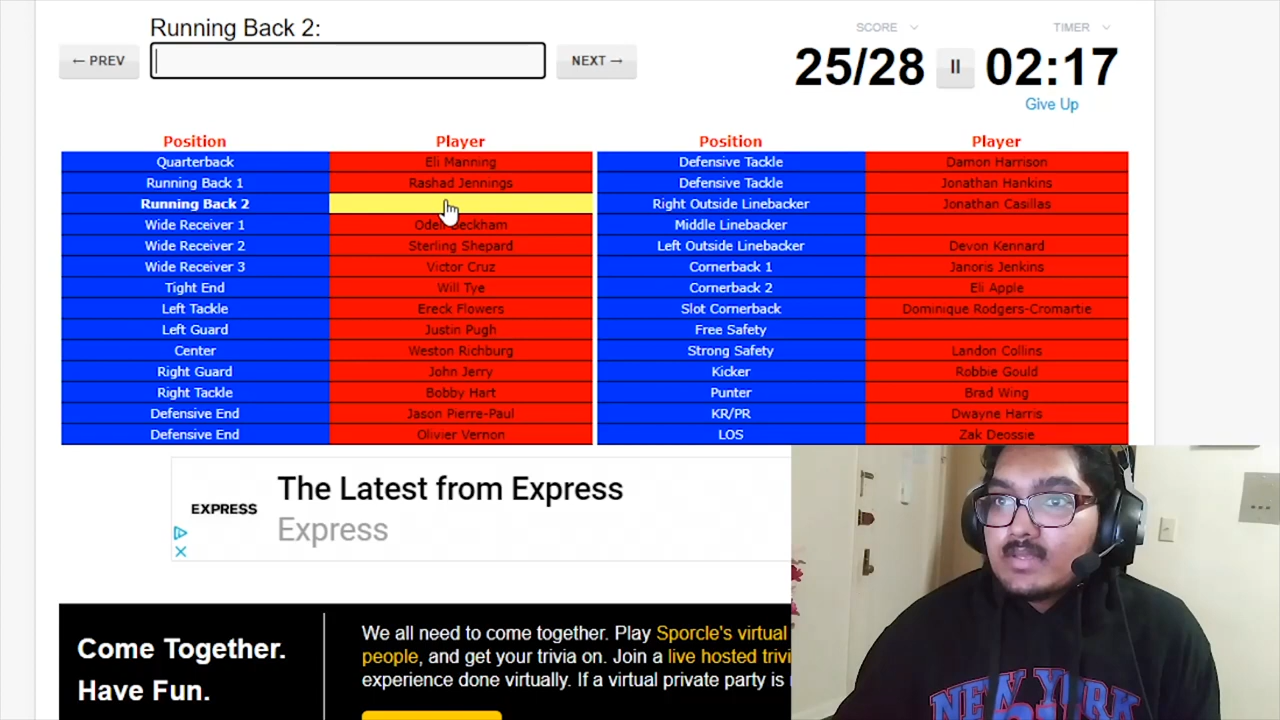 Running Back 2:
← PREV
NEXT →
SCORE
25/28
TIMER
02:17
Give Up
Position Player Position Player
Quarterback Eli Manning Defensive Tackle Damon Harrison
Running Back 1 Rashad Jennings Defensive Tackle Jonathan Hankins
Running Back 2 Right Outside Linebacker Jonathan Casillas
Wide Receiver 1 Odell Beckham Middle Linebacker
Wide Receiver 2 Sterling Shepard Left Outside Linebacker Devon Kennard
Wide Receiver 3 Victor Cruz Cornerback 1 Janoris Jenkins
Tight End Will Tye Cornerback 2 Eli Apple
Left Tackle Ereck Flowers Slot Cornerback Dominique Rodgers-Cromartie
Left Guard Justin Pugh Free Safety
Center Weston Richburg Strong Safety Landon Collins
Right Guard John Jerry Kicker Robbie Gould
Right Tackle Bobby Hart Punter Brad Wing
Defensive End Jason Pierre-Paul KR/PR Dwayne Harris
Defensive End Olivier Vernon LOS Zak Deossie
EXPRESS
The Latest from Express
Express
Come Together.
Have Fun.
We all need to come together. Play Sporcle's virtual
people, and get your trivia on. Join a live hosted trivi
experience done virtually. If a virtual private party is
NEW YORK